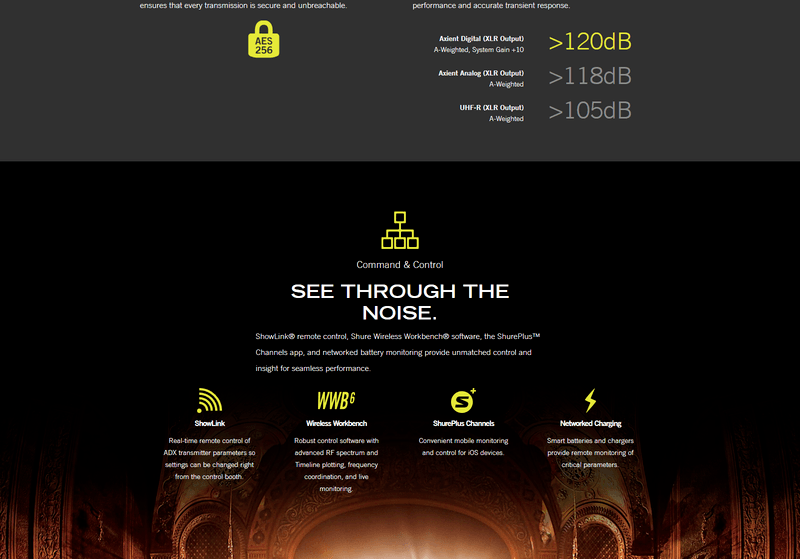 ensures that every transmission is secure and unbreachable.
performance and accurate transient response.
AES
256
Axient Digital (XLR Output)
A-Weighted, System Gain +10
>120dB
Axient Analog (XLR Output)
A-Weighted
>118dB
UHF-R (XLR Output)
A-Weighted
>105dB
Command & Control
SEE THROUGH THE
NOISE.
ShowLink® remote control, Shure Wireless Workbench® software, the ShurePlus™
Channels app, and networked battery monitoring provide unmatched control and
insight for seamless performance.
ShowLink
Real-time remote control of
ADX transmitter parameters so
settings can be changed right
from the control booth.
WWB6
Wireless Workbench
Robust control software with
advanced RF spectrum and
Timeline plotting, frequency
coordination, and live
monitoring.
S+
ShurePlus Channels
Convenient mobile monitoring
and control for iOS devices.
Networked Charging
Smart batteries and chargers
provide remote monitoring of
critical perameters.